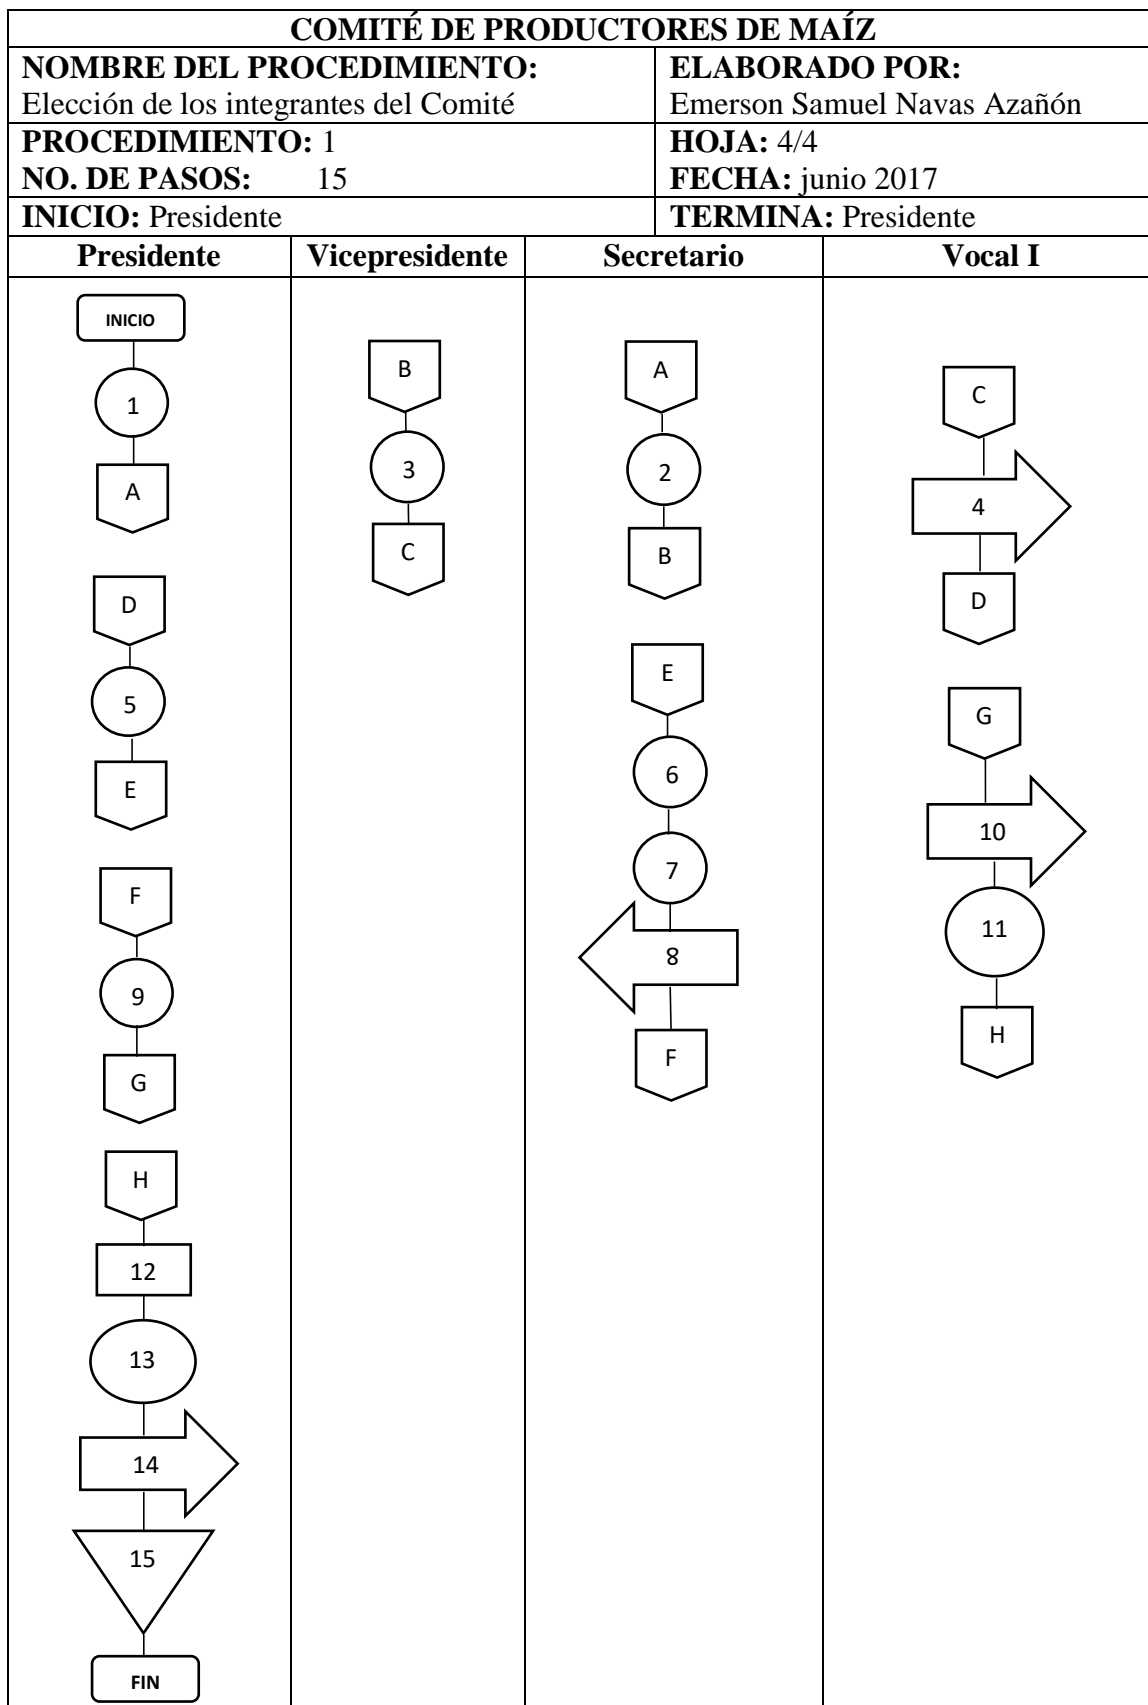 COMITÉ DE PRODUCTORES DE MAÍZ
NOMBRE DEL PROCEDIMIENTO:
Elección de los integrantes del Comité
ELABORADO POR:
Emerson Samuel Navas Azañón
PROCEDIMIENTO: 1
NO. DE PASOS: 15
HOJA: 4/4
FECHA: junio 2017
INICIO: Presidente
TERMINA: Presidente
Presidente
INICIO
1
A
D
5
E
F
9
G
H
12
13
14
15
FIN
Vicepresidente
B
3
C
Secretario
A
2
B
E
6
7
8
F
Vocal I
C
4
D
G
10
11
H